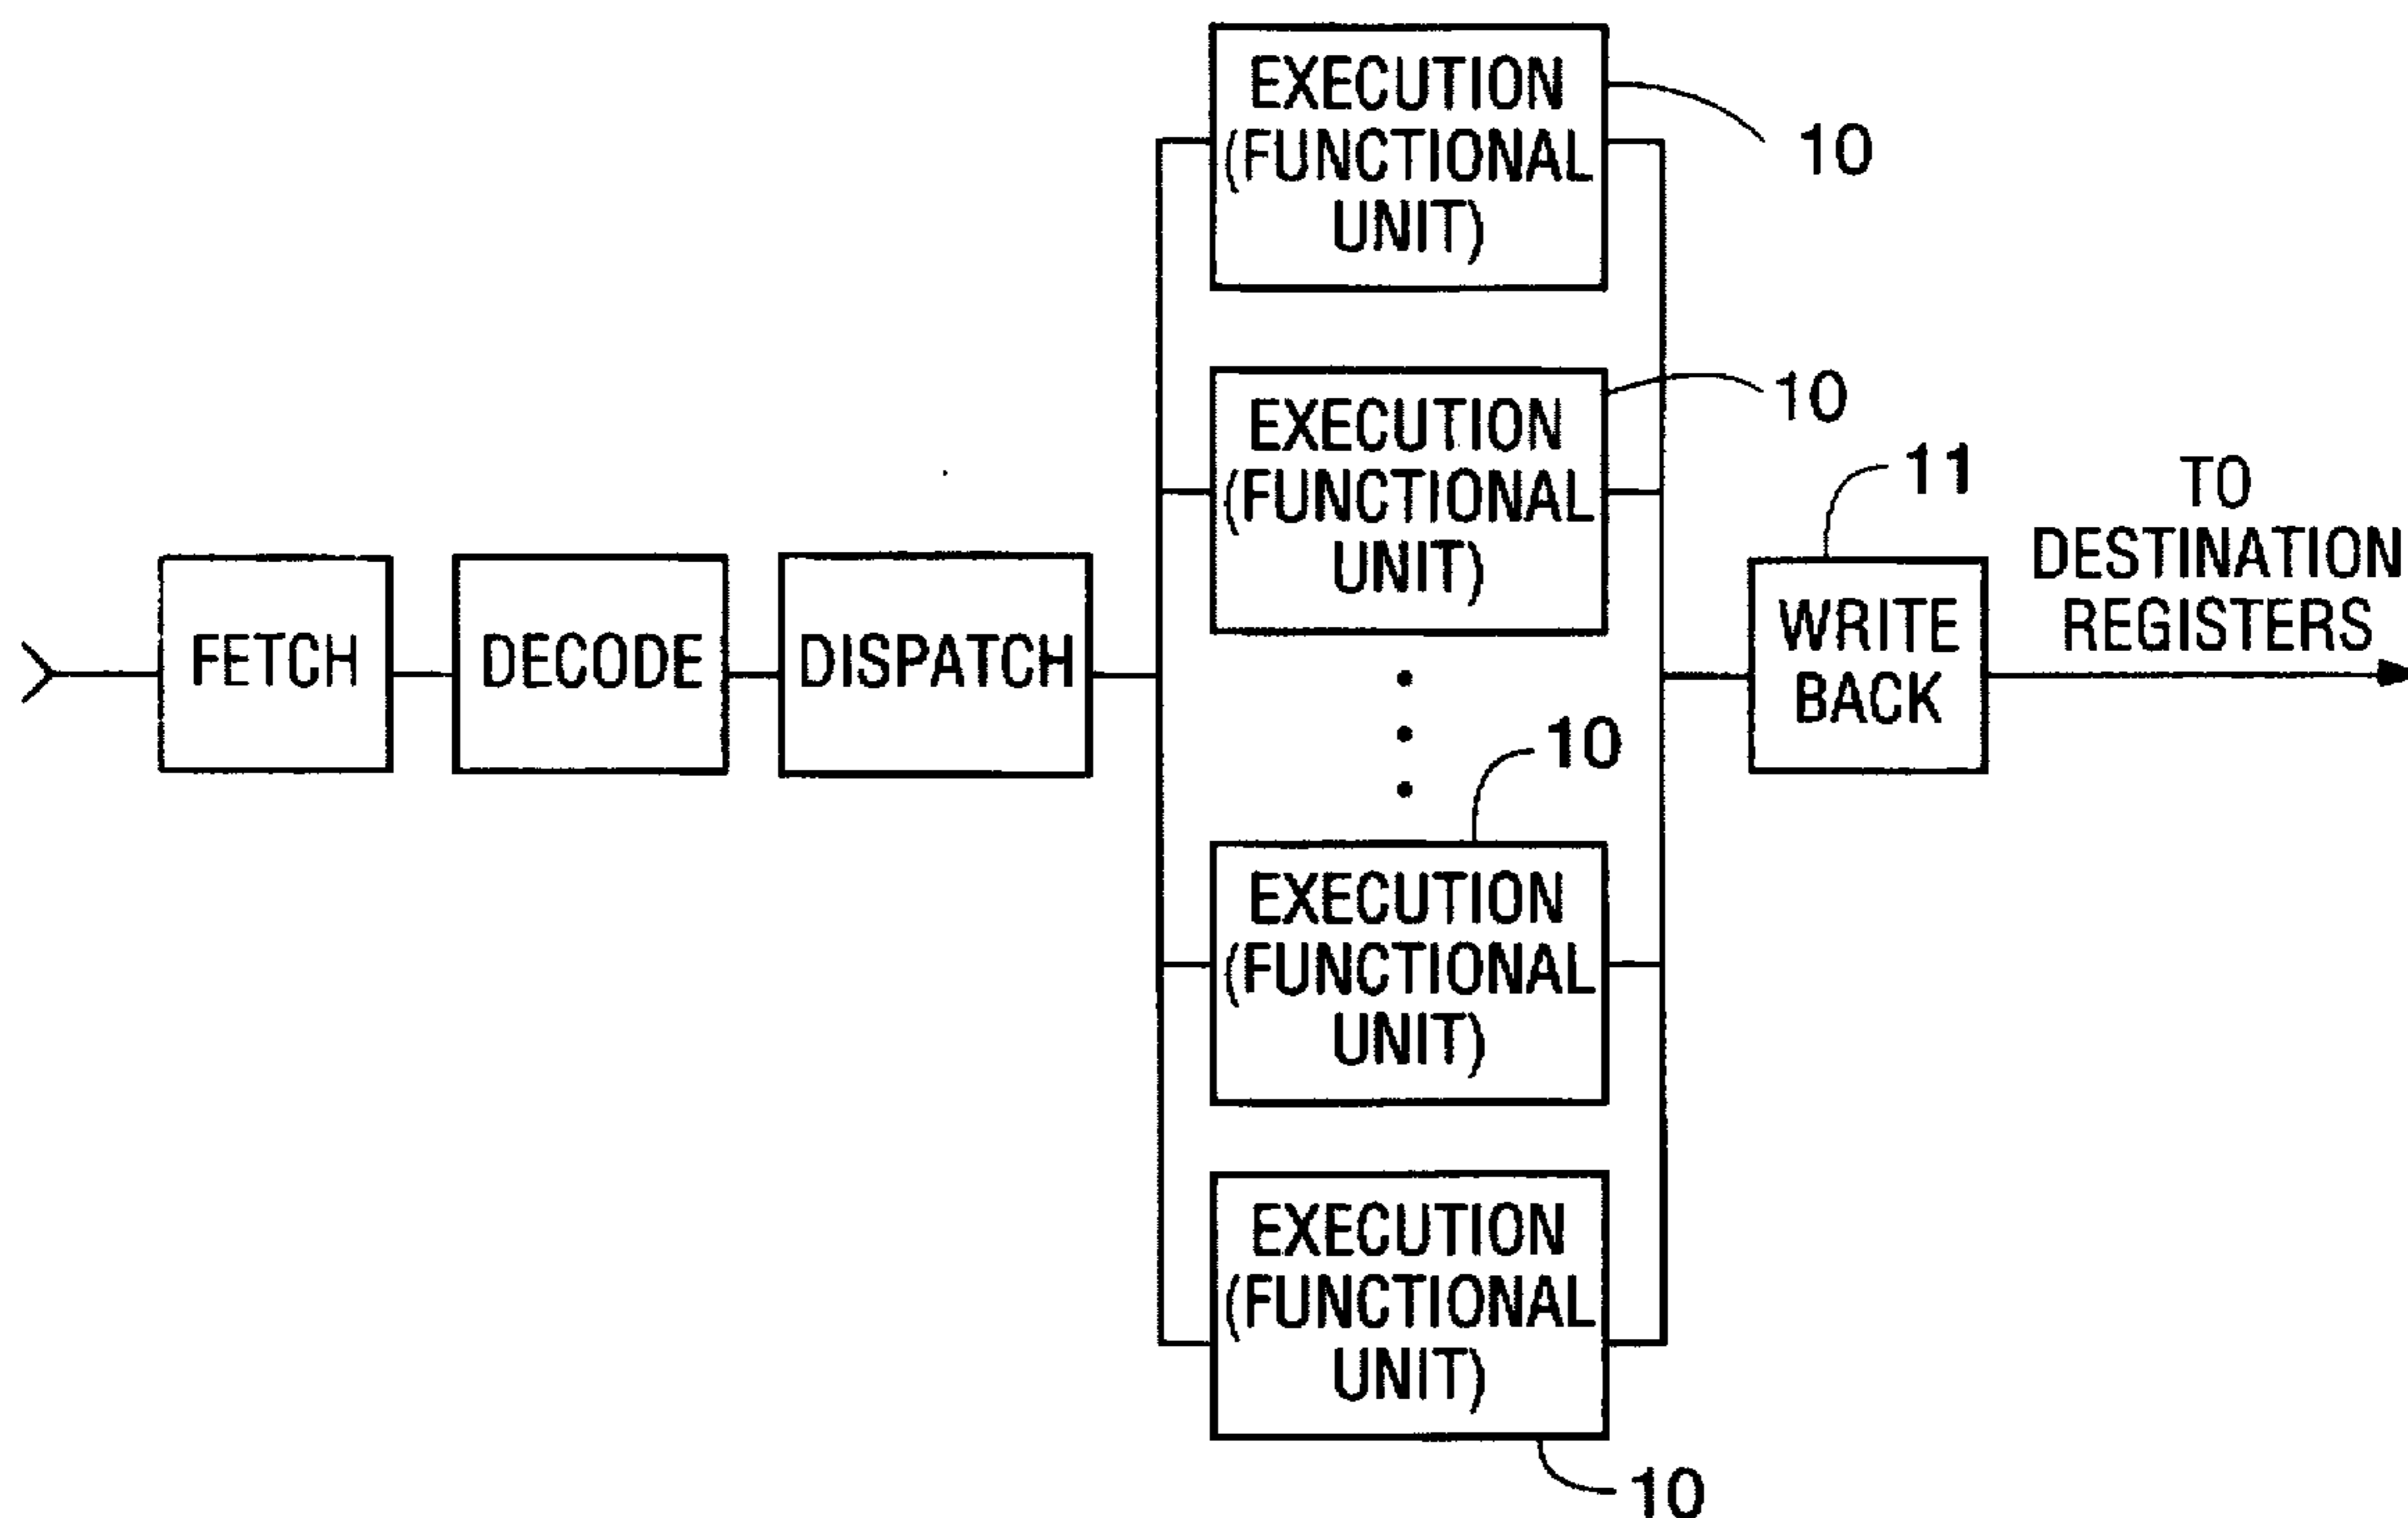 EXECUTION
(FUNCTIONAL
UNIT)
10
EXECUTION
(FUNCTIONAL
UNIT)
10
FETCH
DECODE
DISPATCH
11
WRITE
BACK
TO
DESTINATION
REGISTERS
10
EXECUTION
(FUNCTIONAL
UNIT)
EXECUTION
(FUNCTIONAL
UNIT)
10